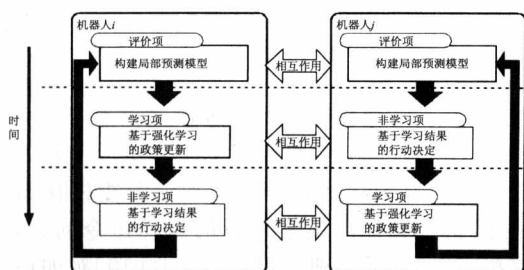 机器人i
机器人j
评价项
评价项
构建局部预测模型
相互作用
构建局部预测模型
时
间
学习项
非学习项
基于强化学习
的政策更新
相互作用
基于学习结果
的行动决定
非学习项
学习项
基于学习结果
的行动决定
相互作用
基于强化学习
的政策更新